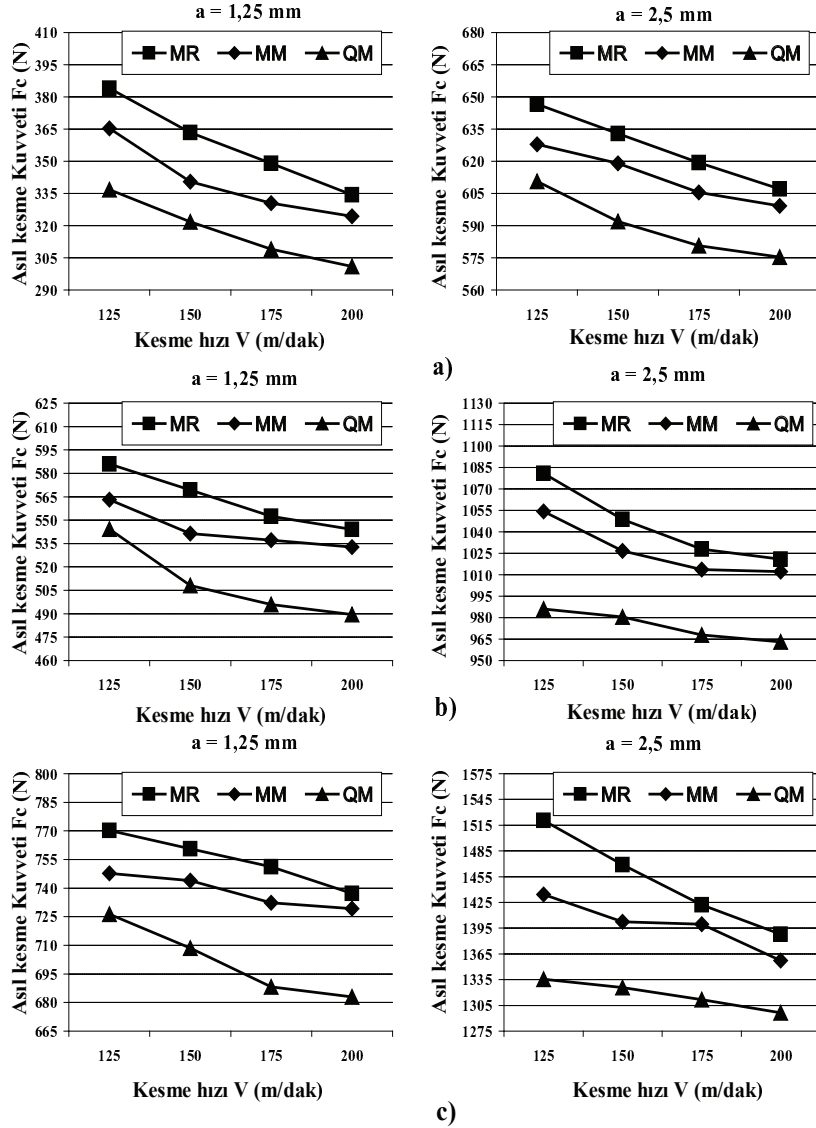 a = 1,25 mm
Asıl kesme Kuvveti Fc (N)
410
395
380
365
350
335
320
305
290
MR MM QM
125 150 175 200
Kesme hızı V (m/dak)
a = 2,5 mm
Asıl kesme Kuvveti Fc (N)
680
665
650
635
620
605
590
575
560
MR MM QM
125 150 175 200
Kesme hızı V (m/dak)
a)
a = 1,25 mm
Asıl kesme Kuvveti Fc (N)
625
610
595
580
565
550
535
520
505
490
475
460
MR MM QM
125 150 175 200
Kesme hızı V (m/dak)
a = 2,5 mm
Asıl kesme Kuvveti Fc (N)
1130
1115
1100
1085
1070
1055
1040
1025
1010
995
980
965
950
MR MM QM
125 150 175 200
Kesme hızı V (m/dak)
b)
a = 1,25 mm
Asıl kesme Kuvveti Fc (N)
800
785
770
755
740
725
710
695
680
665
MR MM QM
125 150 175 200
Kesme hızı V (m/dak)
a = 2,5 mm
Asıl kesme Kuvveti Fc (N)
1575
1545
1515
1485
1455
1425
1395
1365
1335
1305
1275
MR MM QM
125 150 175 200
Kesme hızı V (m/dak)
c)